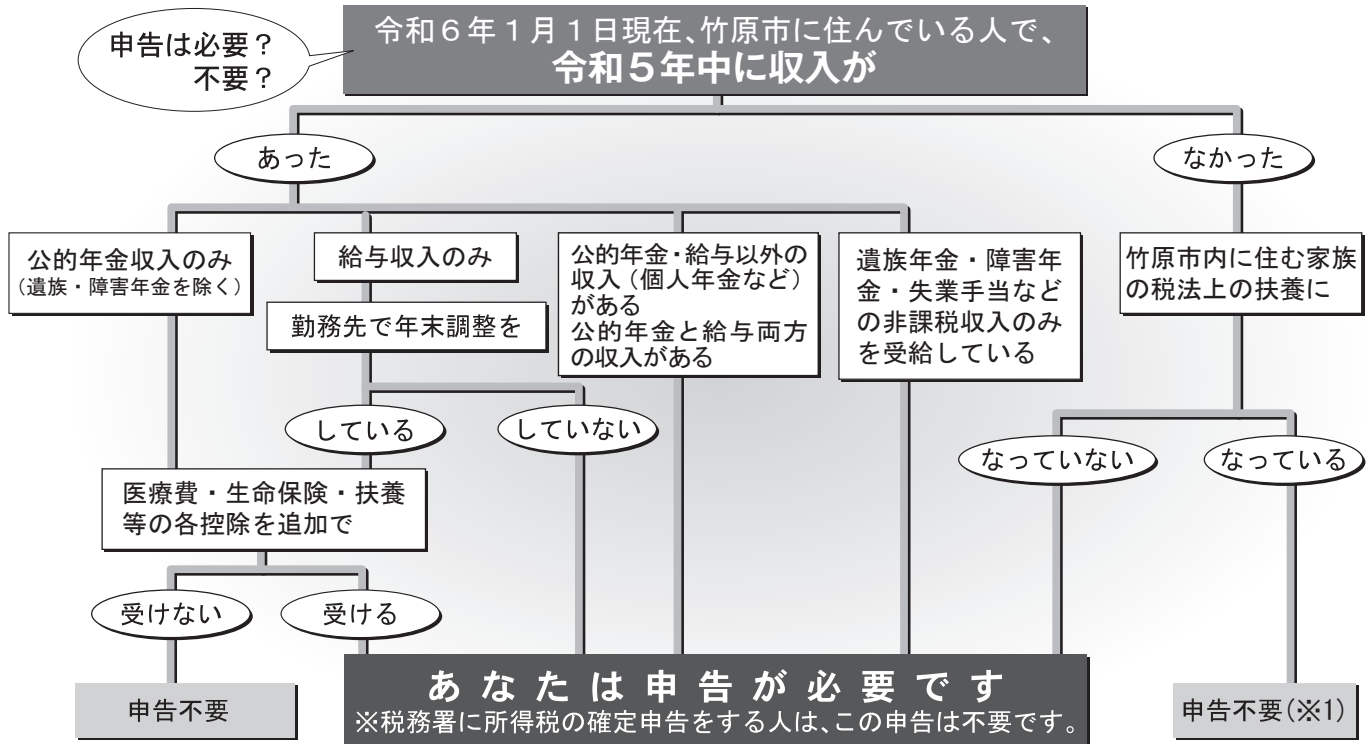 申告は必要？
不要？
令和６年１月１日現在、竹原市に住んでいる人で、
令和５年中に収入が
あった
なかった
公的年金収入のみ
（遺族・障害年金を除く）
給与収入のみ
勤務先で年末調整を
公的年金・給与以外の
収入（個人年金など）
がある
公的年金と給与両方
の収入がある
遺族年金・障害年
金・失業手当など
の非課税収入のみ
を受給している
竹原市内に住む家族
の税法上の扶養に
している
していない
なっていない
なっている
医療費・生命保険・扶養
等の各控除を追加で
受けない
受ける
申告不要
あなたは申告が必要です
※税務署に所得税の確定申告をする人は、この申告は不要です。
申告不要（※1）